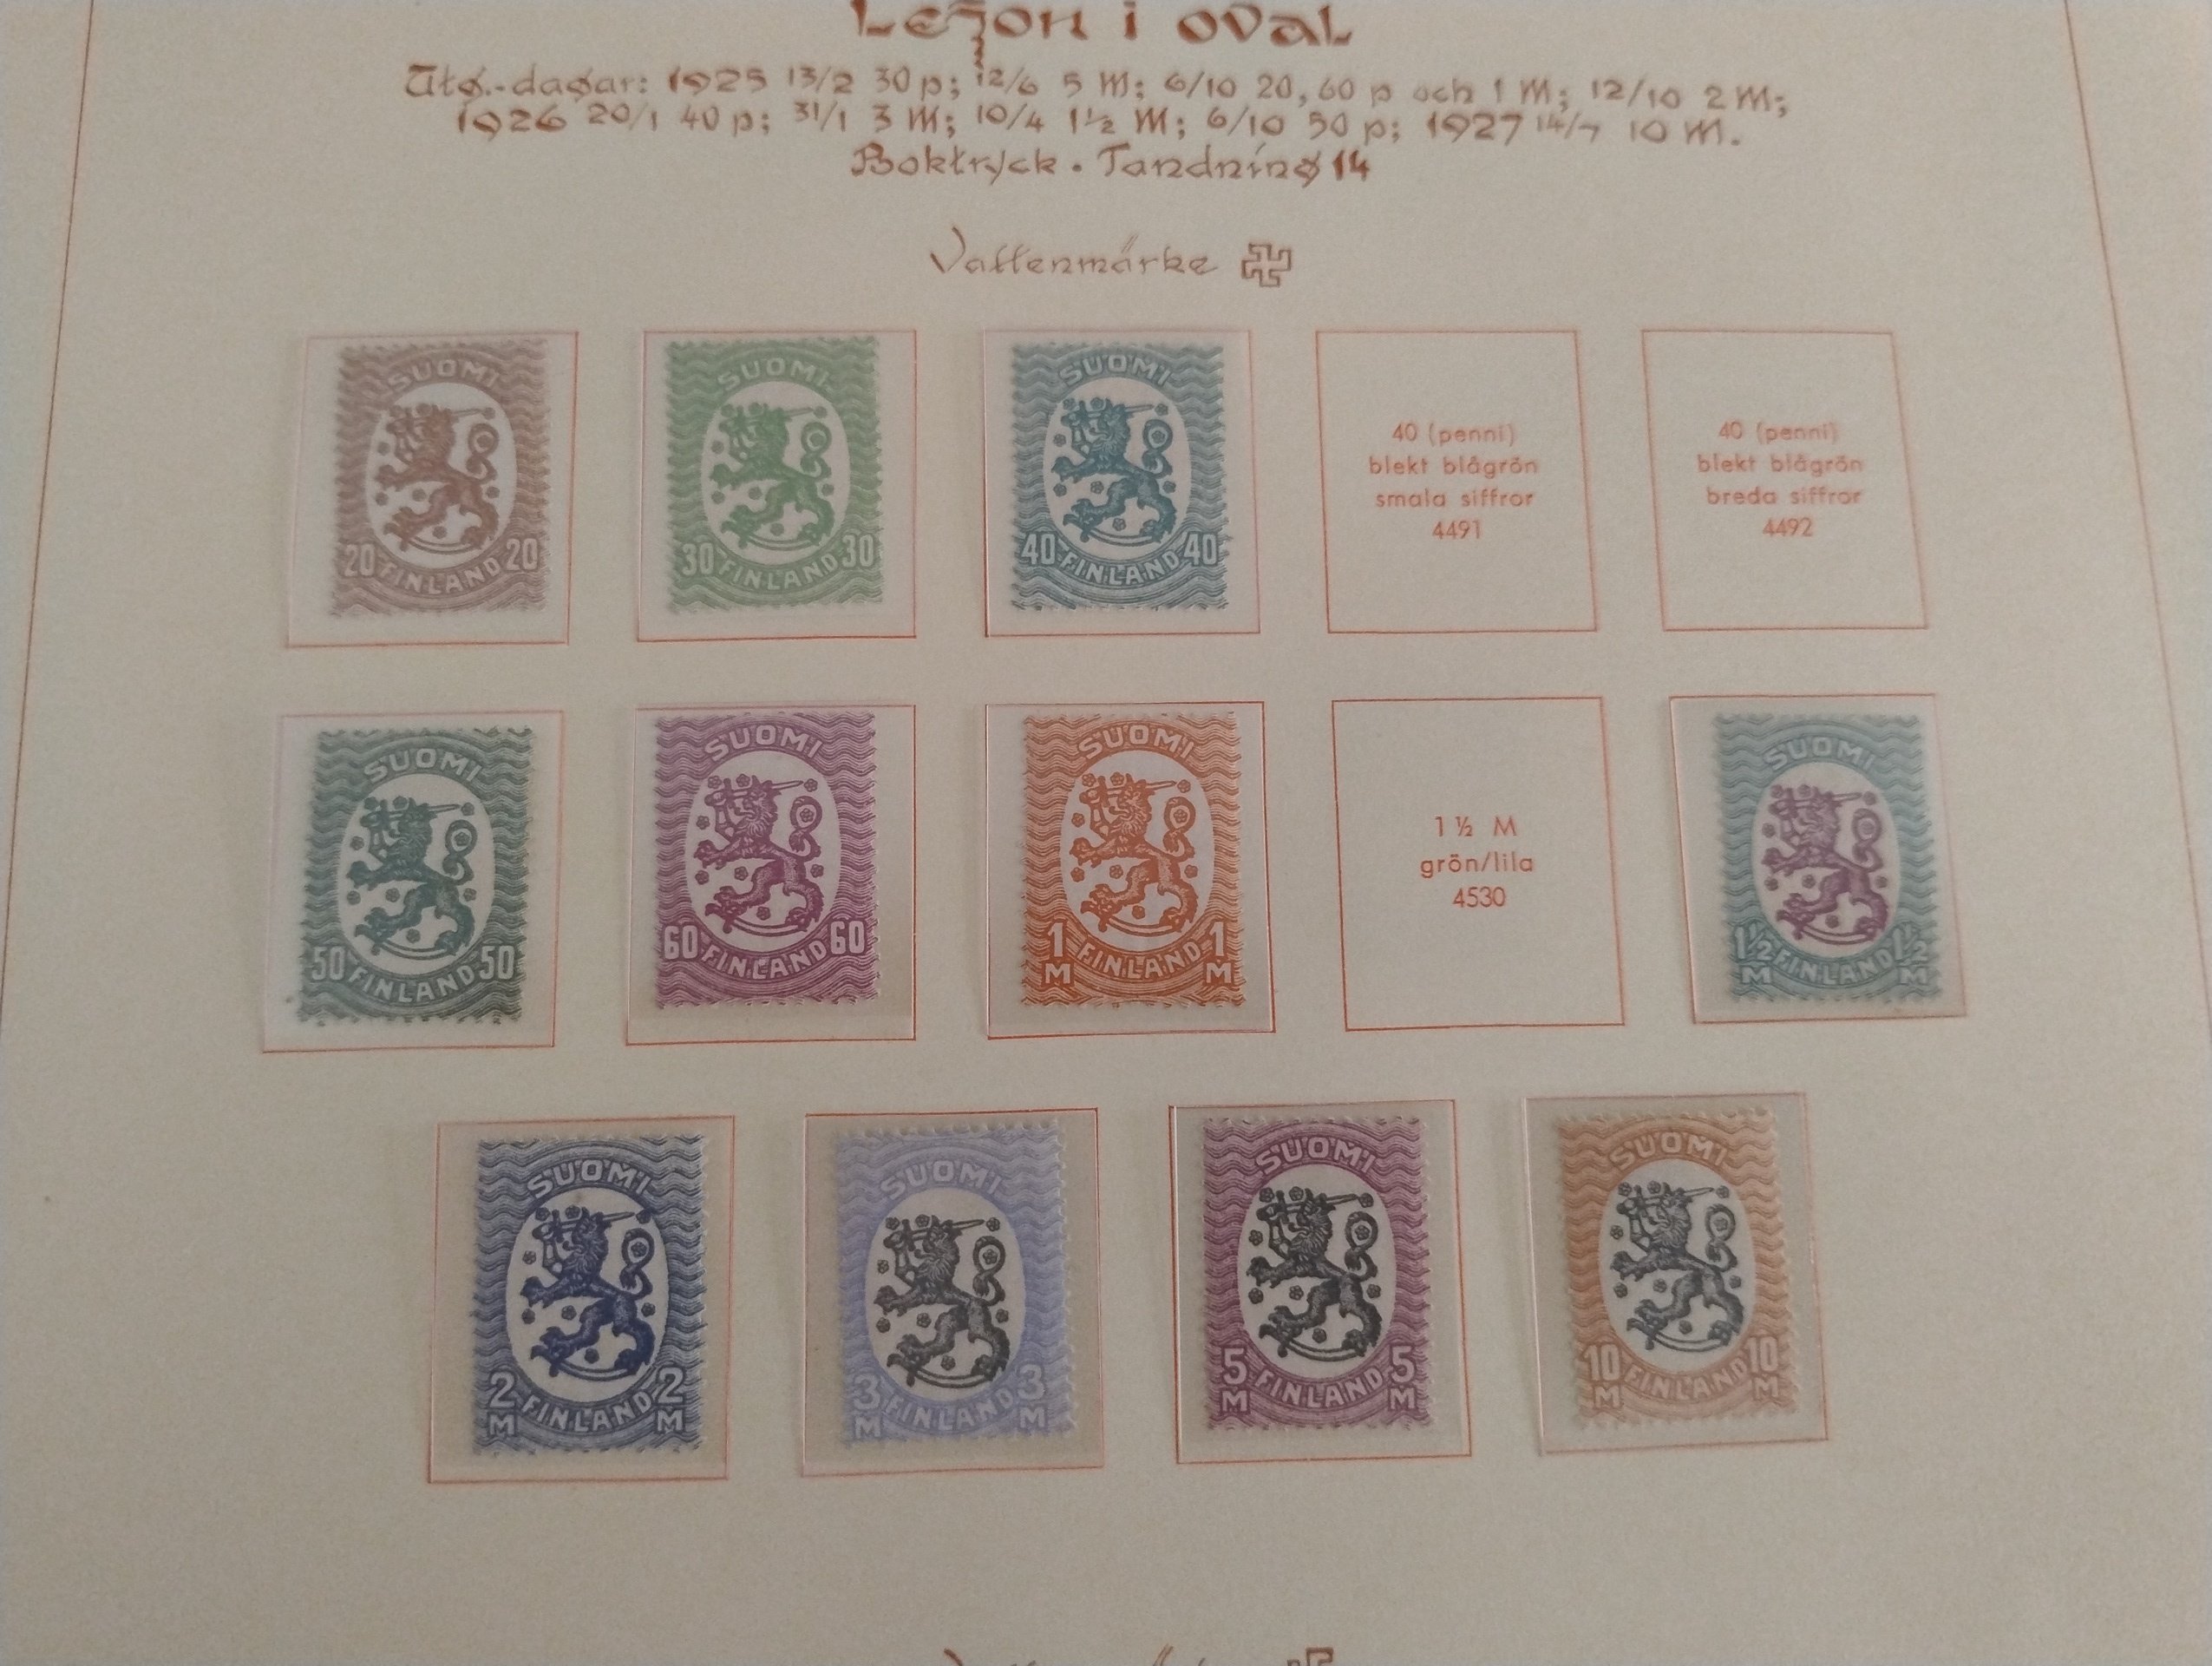 Lejon i oval
Utg.-dagar: 1925 13/2 30 p; 12/6 5 M; 6/10 20, 60 p och 1 M; 12/10 2 M;
1926 20/1 40 p; 31/1 3 M; 10/4 1½ M; 6/10 50 p; 1927 14/7 10 M.
Boktryck · Tandning 14
Vattenmärke
SUOMI
20 FINLAND 20
SUOMI
30 FINLAND 30
SUOMI
40 FINLAND 40
40 (penni)
blekt blågrön
smala siffror
4491
40 (penni)
blekt blågrön
breda siffror
4492
SUOMI
50 FINLAND 50
SUOMI
60 FINLAND 60
SUOMI
1 FINLAND 1
M M
1 ½ M
grön/lila
4530
SUOMI
1½ FINLAND 1½
M M
SUOMI
2 FINLAND 2
M M
SUOMI
3 FINLAND 3
M M
SUOMI
5 FINLAND 5
M M
SUOMI
10 FINLAND 10
M M